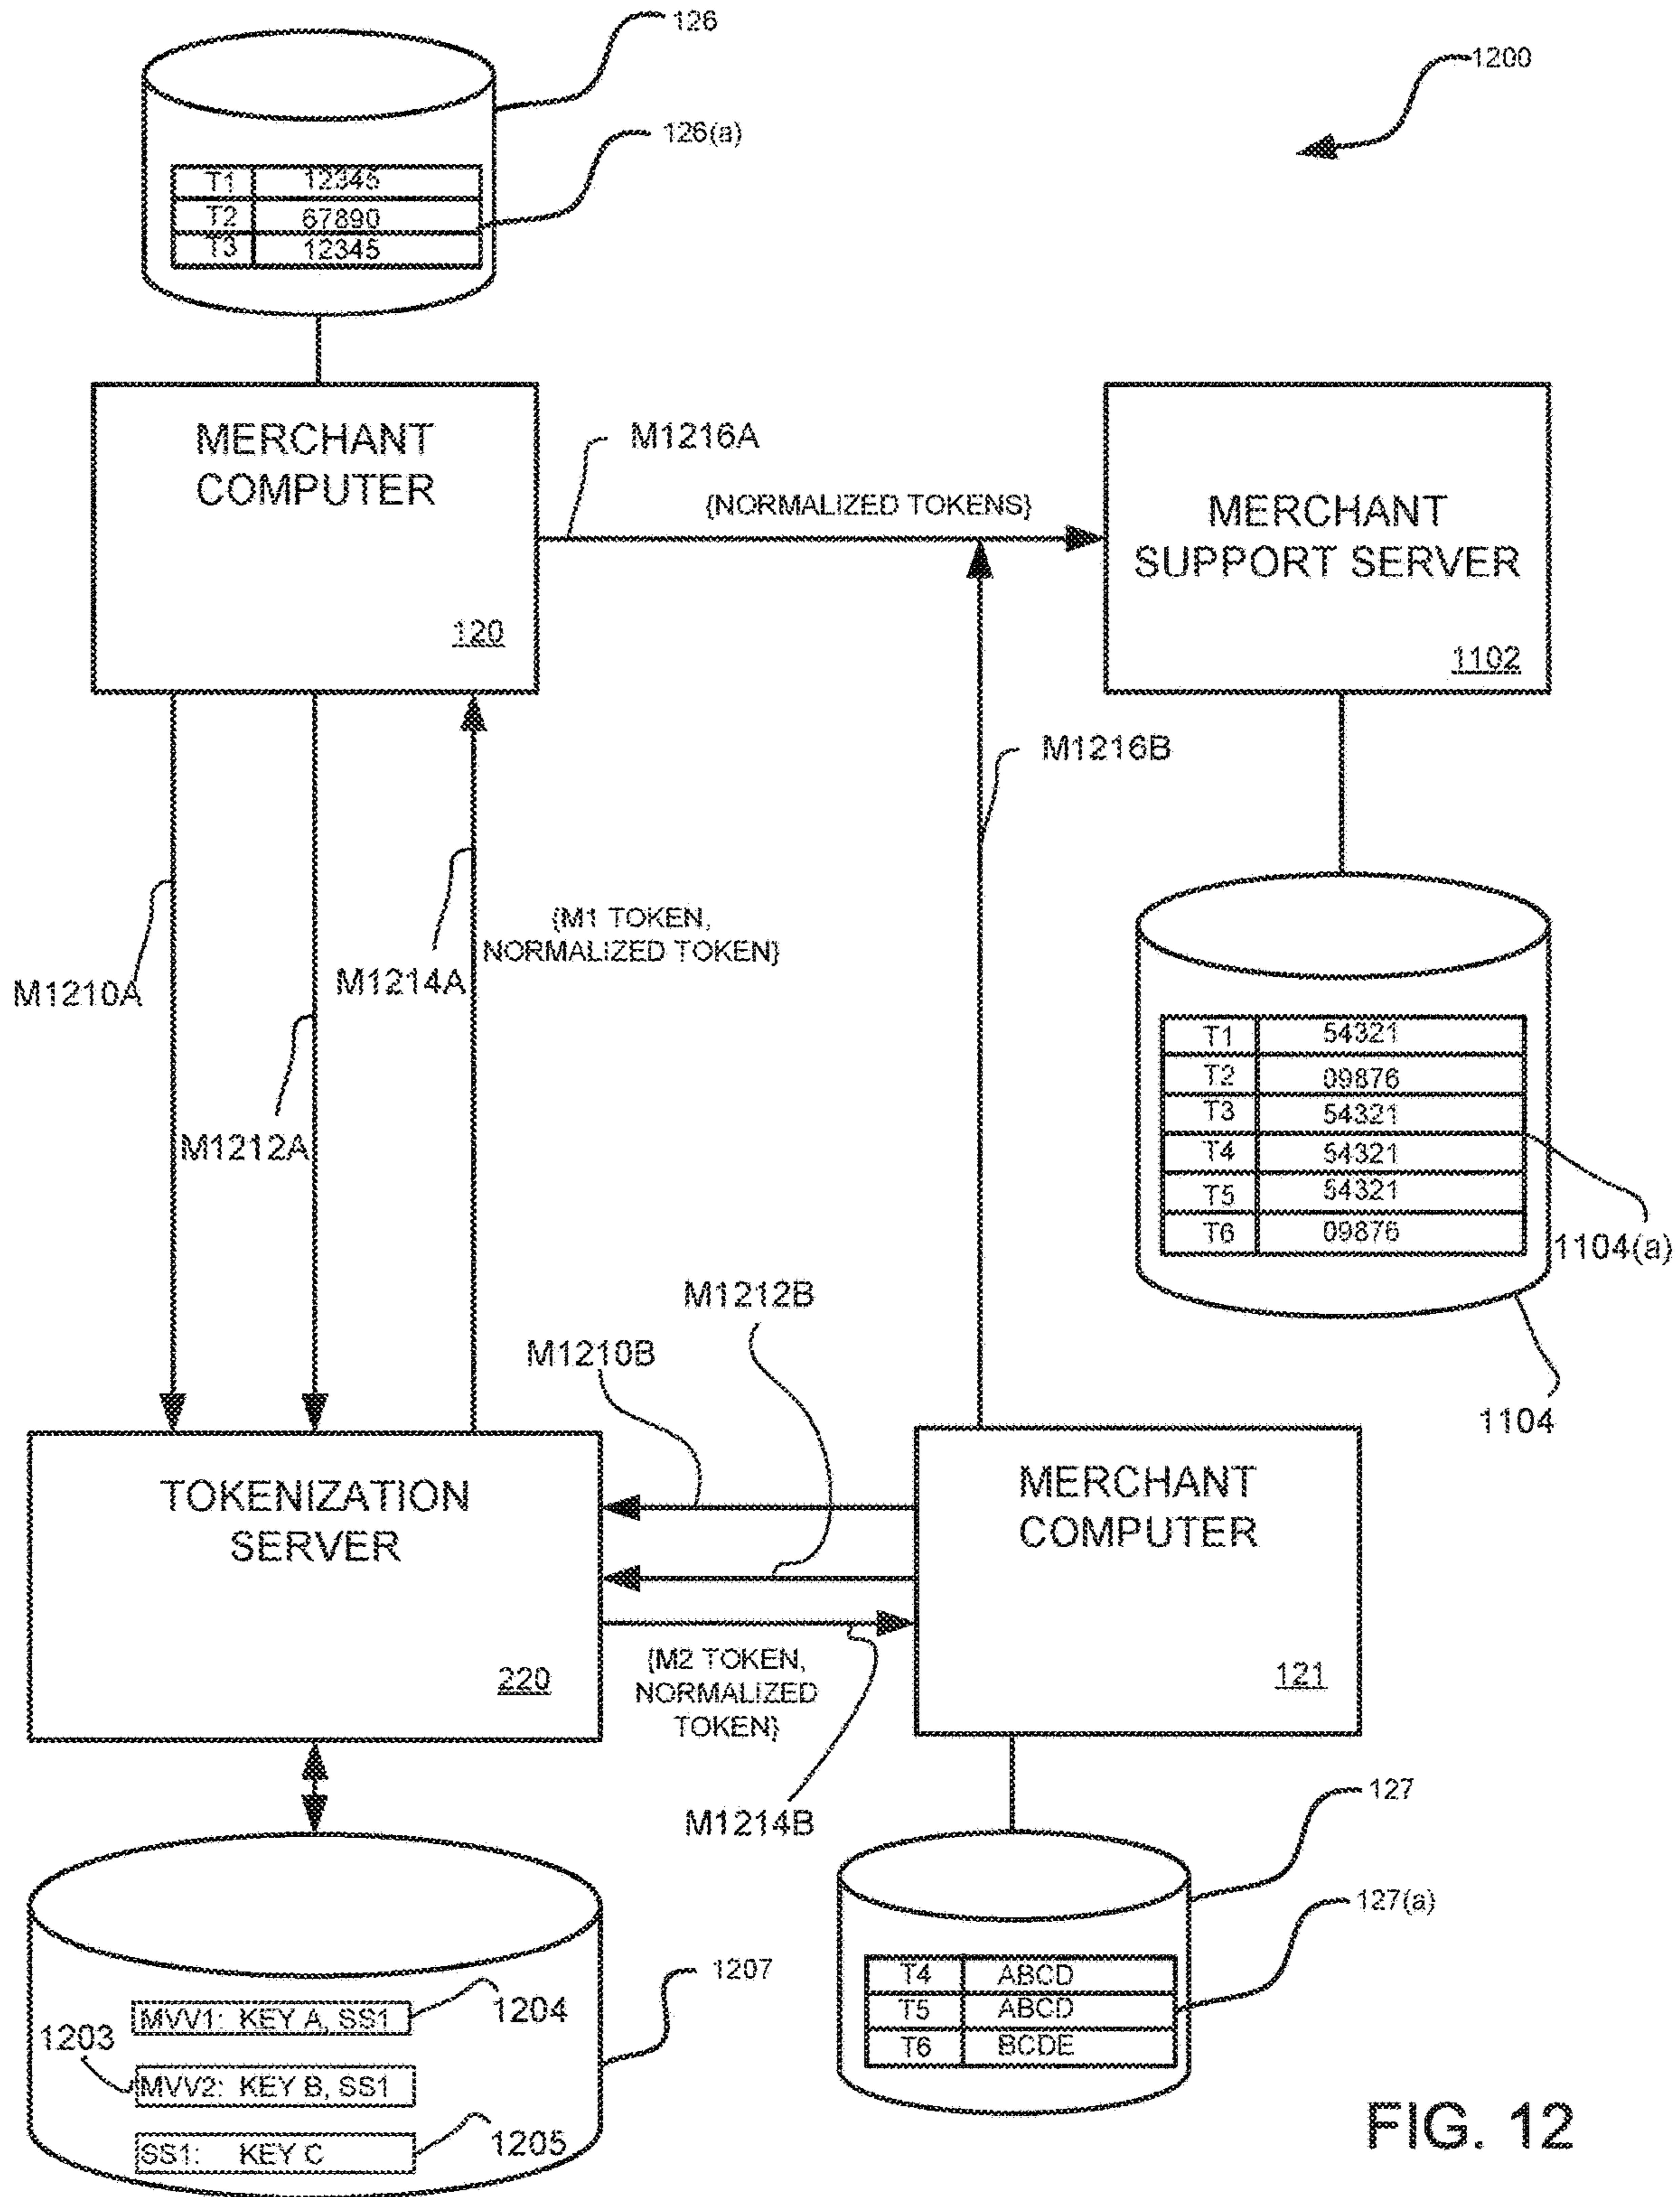 126
1200
126(a)
T1 12345
T2 67890
T3 12345
MERCHANT
COMPUTER
120
M1216A
{NORMALIZED TOKENS}
MERCHANT
SUPPORT SERVER
1102
M1216B
{M1 TOKEN,
NORMALIZED TOKEN}
M1210A
M1214A
M1212A
T1 54321
T2 09876
T3 54321
T4 54321
T5 54321
T6 09876
1104(a)
1104
M1212B
M1210B
TOKENIZATION
SERVER
220
MERCHANT
COMPUTER
121
{M2 TOKEN,
NORMALIZED
TOKEN}
M1214B
127
127(a)
T4 ABCD
T5 ABCD
T6 BCDE
1207
MVV1: KEY A, SS1
1204
1203
MVV2: KEY B, SS1
SS1: KEY C
1205
FIG. 12